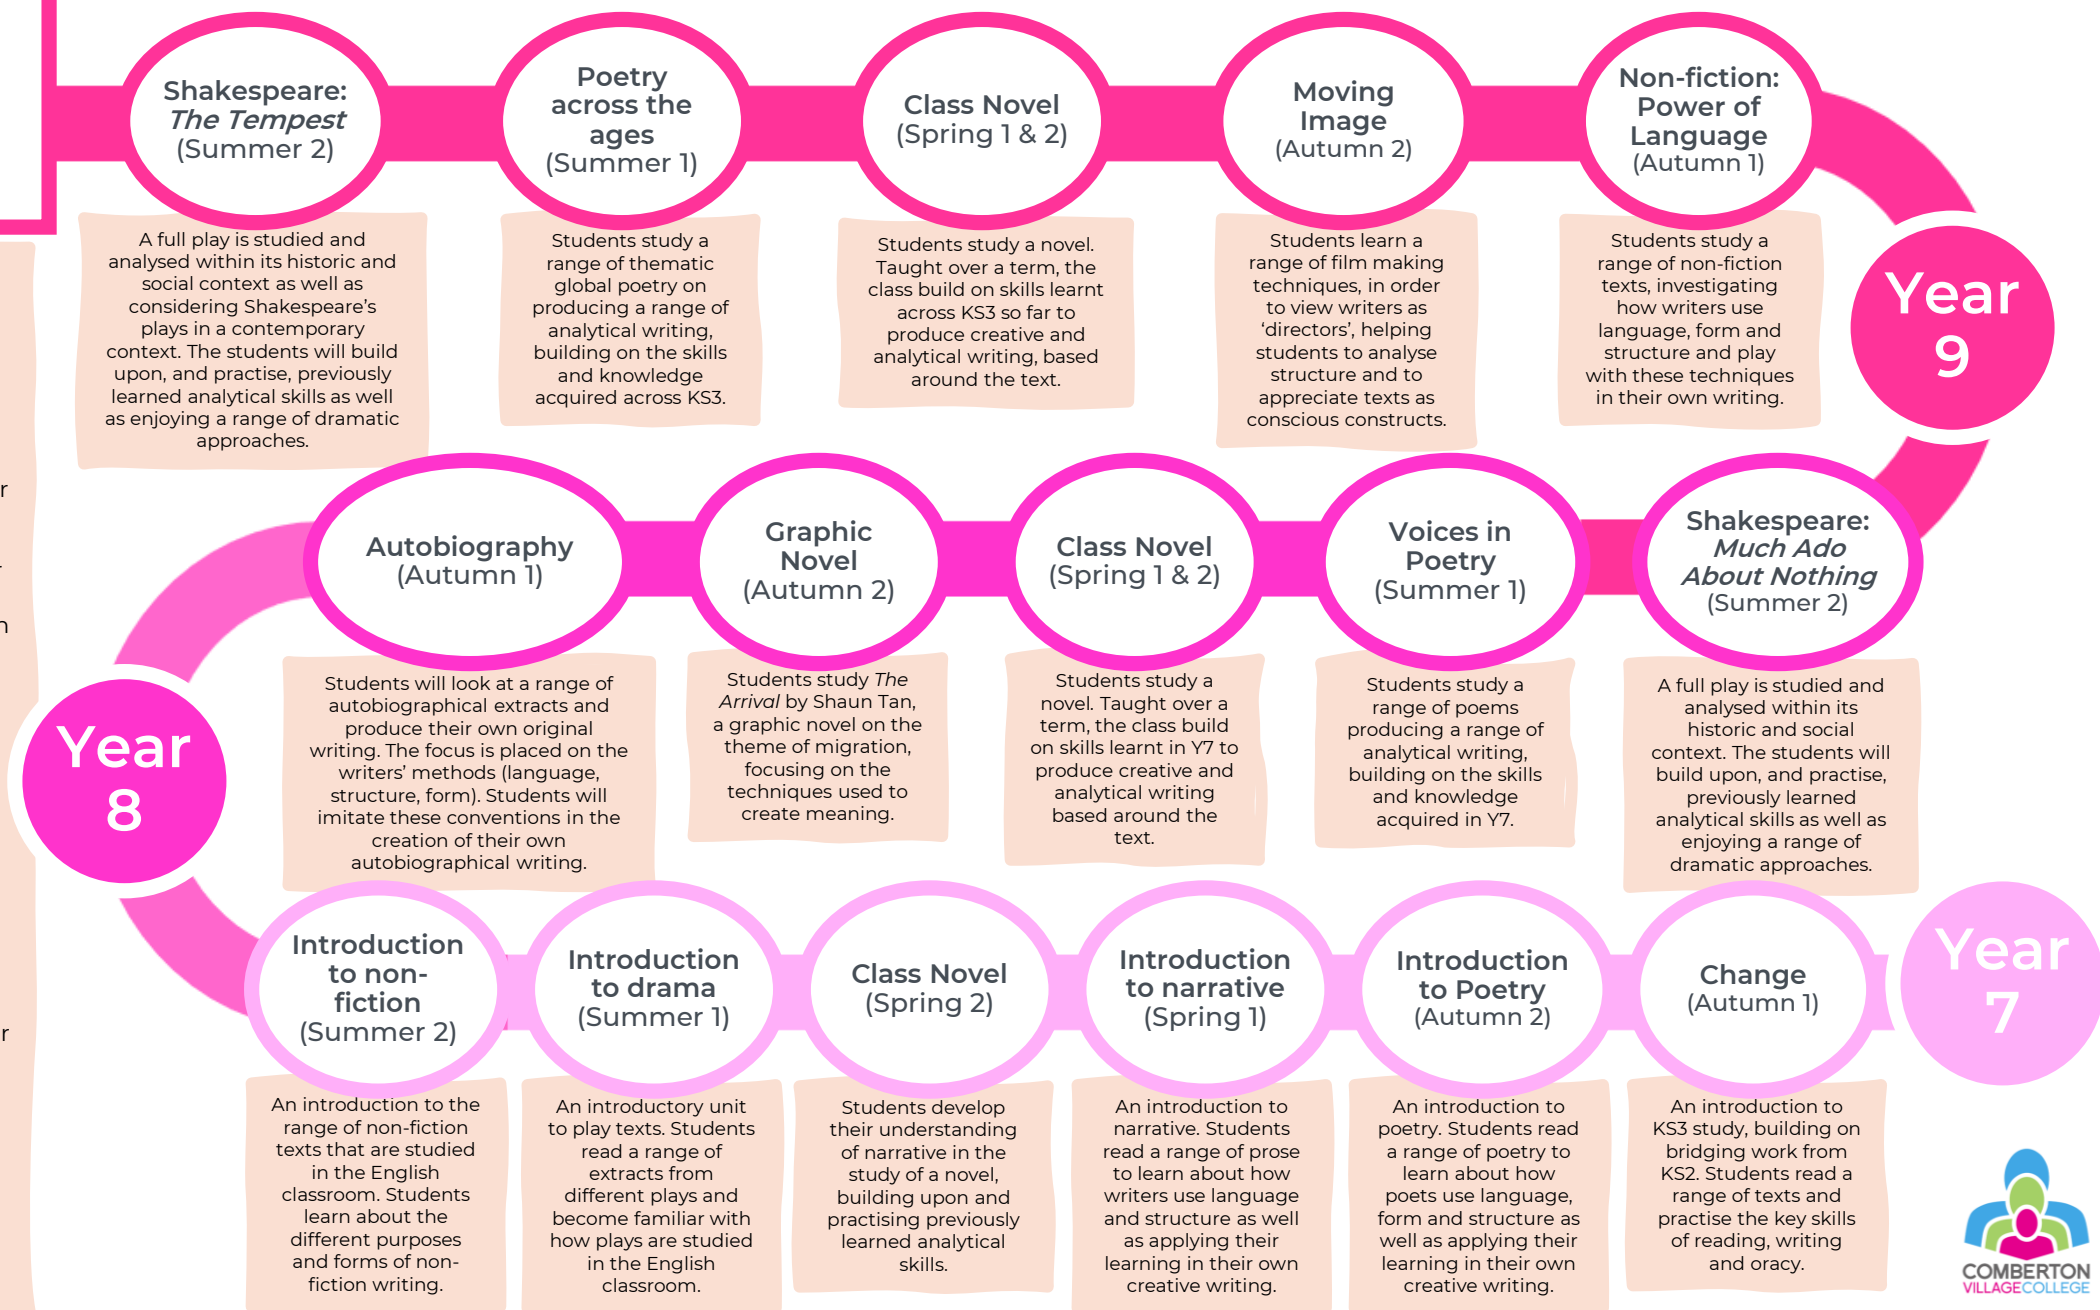 Shakespeare:
The Tempest
(Summer 2)
Poetry
across the
ages
(Summer 1)
Class Novel
(Spring 1 & 2)
Moving
Image
(Autumn 2)
Non-fiction:
Power of
Language
(Autumn 1)
A full play is studied and
analysed within its historic and
social context as well as
considering Shakespeare's
plays in a contemporary
context. The students will build
upon, and practise, previously
learned analytical skills as well
as enjoying a range of dramatic
approaches.
Students study a
range of thematic
global poetry on
producing a range of
analytical writing,
building on the skills
and knowledge
acquired across KS3.
Students study a novel.
Taught over a term, the
class build on skills learnt
across KS3 so far to
produce creative and
analytical writing, based
around the text.
Students learn a
range of film making
techniques, in order
to view writers as
‘directors’, helping
students to analyse
structure and to
appreciate texts as
conscious constructs.
Students study a
range of non-fiction
texts, investigating
how writers use
language, form and
structure and play
with these techniques
in their own writing.
Year
9
Autobiography
(Autumn 1)
Graphic
Novel
(Autumn 2)
Class Novel
(Spring 1 & 2)
Voices in
Poetry
(Summer 1)
Shakespeare:
Much Ado
About Nothing
(Summer 2)
Year
8
Students will look at a range of
autobiographical extracts and
produce their own original
writing. The focus is placed on the
writers’ methods (language,
structure, form). Students will
imitate these conventions in the
creation of their own
autobiographical writing.
Students study The
Arrival by Shaun Tan,
a graphic novel on the
theme of migration,
focusing on the
techniques used to
create meaning.
Students study a
novel. Taught over a
term, the class build
on skills learnt in Y7 to
produce creative and
analytical writing
based around the
text.
Students study a
range of poems
producing a range of
analytical writing,
building on the skills
and knowledge
acquired in Y7.
A full play is studied and
analysed within its
historic and social
context. The students will
build upon, and practise,
previously learned
analytical skills as well as
enjoying a range of
dramatic approaches.
Introduction
to non-
fiction
(Summer 2)
Introduction
to drama
(Summer 1)
Class Novel
(Spring 2)
Introduction
to narrative
(Spring 1)
Introduction
to Poetry
(Autumn 2)
Change
(Autumn 1)
Year
7
An introduction to the
range of non-fiction
texts that are studied
in the English
classroom. Students
learn about the
different purposes
and forms of non-
fiction writing.
An introductory unit
to play texts. Students
read a range of
extracts from
different plays and
become familiar with
how plays are studied
in the English
classroom.
Students develop
their understanding
of narrative in the
study of a novel,
building upon and
practising previously
learned analytical
skills.
An introduction to
narrative. Students
read a range of prose
to learn about how
writers use language
and structure as well
as applying their
learning in their own
creative writing.
An introduction to
poetry. Students read
a range of poetry to
learn about how
poets use language,
form and structure as
well as applying their
learning in their own
creative writing.
An introduction to
KS3 study, building on
bridging work from
KS2. Students read a
range of texts and
practise the key skills
of reading, writing
and oracy.
COMBERTON
VILLAGECOLLEGE